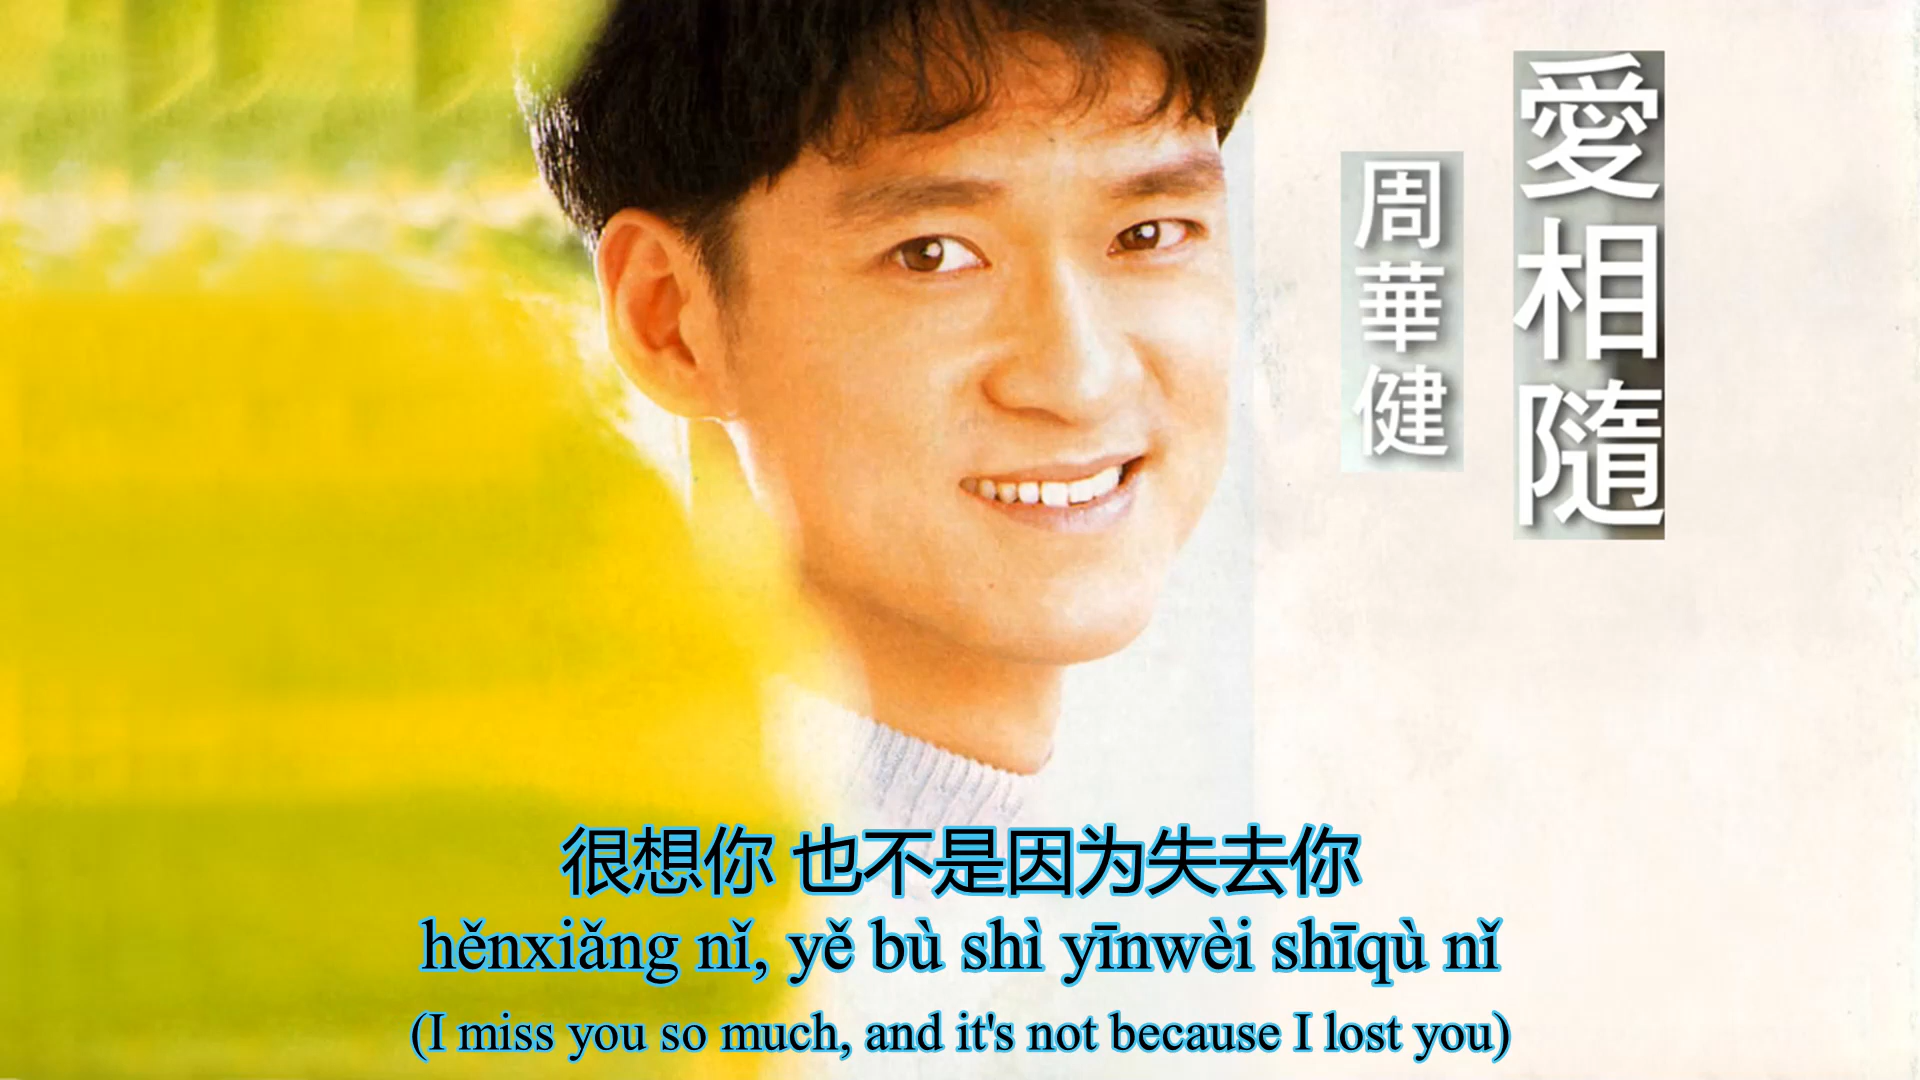 愛相隨
周華健
很想你 也不是因为失去你
hěnxiǎng nǐ, yě bù shì yīnwèi shīqù nǐ
(I miss you so much, and it's not because I lost you)